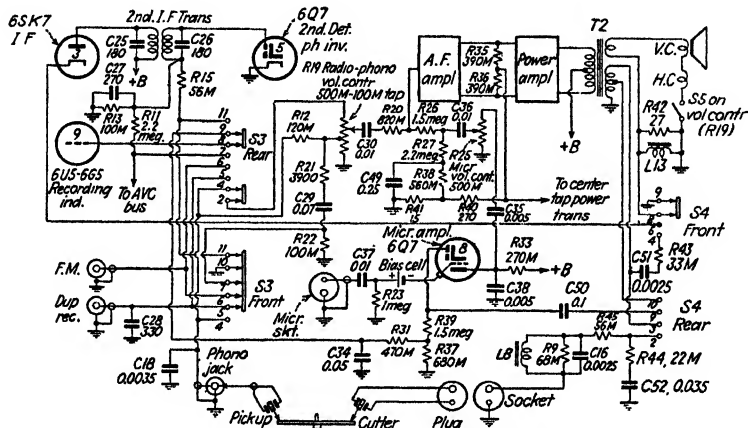 6SK7
I F
3
2nd. I.F Trans
C25
180
C26
180
+B
6Q7
2nd. Det.
ph inv.
5
R19 Radio-phono
vol. contr
500M-100M tap
A.F.
ampl
R35
390M
R36
390M
Power
ampl
T2
V.C.
H.C
S5 on
vol contr
(R19)
R42
27
L13
+B
C27
270
R13
100M
R15
56M
R11
2.2
meg.
9
6U5-6G5
Recording
ind.
To AVC
bus
11
9
8
6
5
4
2
S3
Rear
R12
120M
R21
3900
C29
0.07
R22
100M
C30
0.01
R20
820M
R26
1.5meg
C36
0.01
R27
2.2meg
R25
Micr
vol cont.
500M
C49
0.25
R38
560M
R41
15
R40
270
C35
0.005
To center
tap power
trans
9
8
6
4
S4
Front
R43
33M
C51
0.0025
F.M.
Dup
rec.
C28
330
11
10
7
6
5
4
S3
Front
Micr.
skt.
C37
0.01
Bias cell
R23
1meg
Micr. ampl.
6Q7
8
R33
270M
+B
C38
0.005
C50
0.1
R39
1.5meg
R31
470M
R37
680M
C34
0.05
10
9
3
2
S4
Rear
R45
56M
L8
R9
68M
C16
0.0025
R44, 22M
C52, 0.035
C18
0.0035
Phono
jack
Pickup
Cutter
Plug
Socket